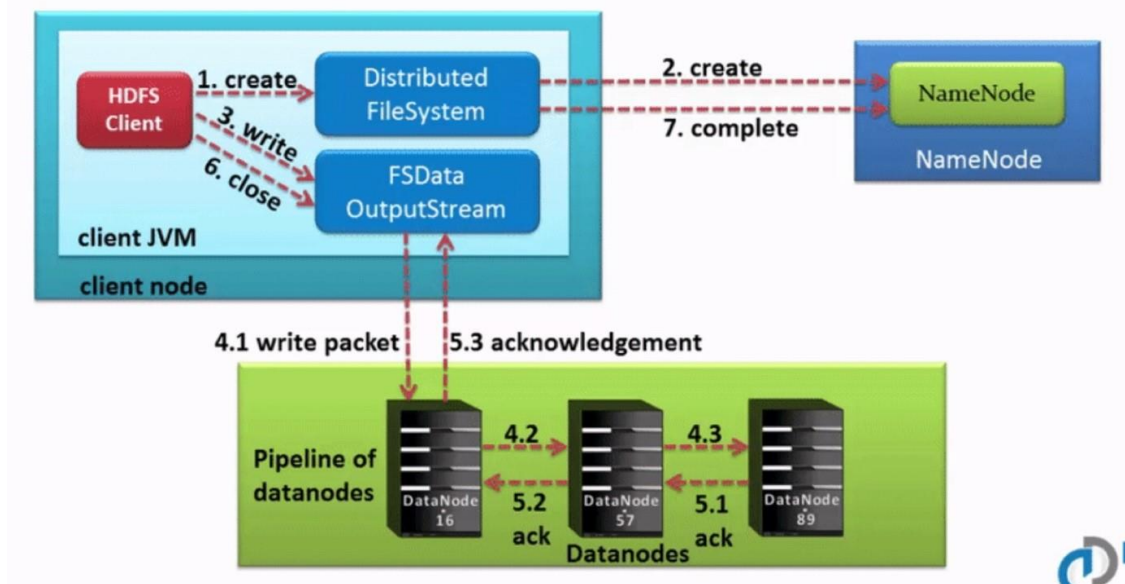 1. create
HDFS
Client
Distributed
FileSystem
2. create
7. complete
NameNode
NameNode
3. write
6. close
FSData
OutputStream
client JVM
client node
4.1 write packet
5.3 acknowledgement
Pipeline of
datanodes
4.2
4.3
5.2
ack
5.1
ack
DataNode
16
DataNode
57
DataNode
89
Datanodes